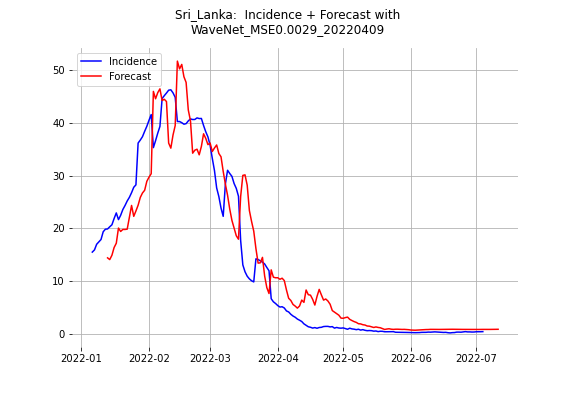 Sri_Lanka:  Incidence + Forecast with
WaveNet_MSE0.0029_20220409
Incidence
Forecast
50
40
30
20
10
0
2022-01 2022-02 2022-03 2022-04 2022-05 2022-06 2022-07